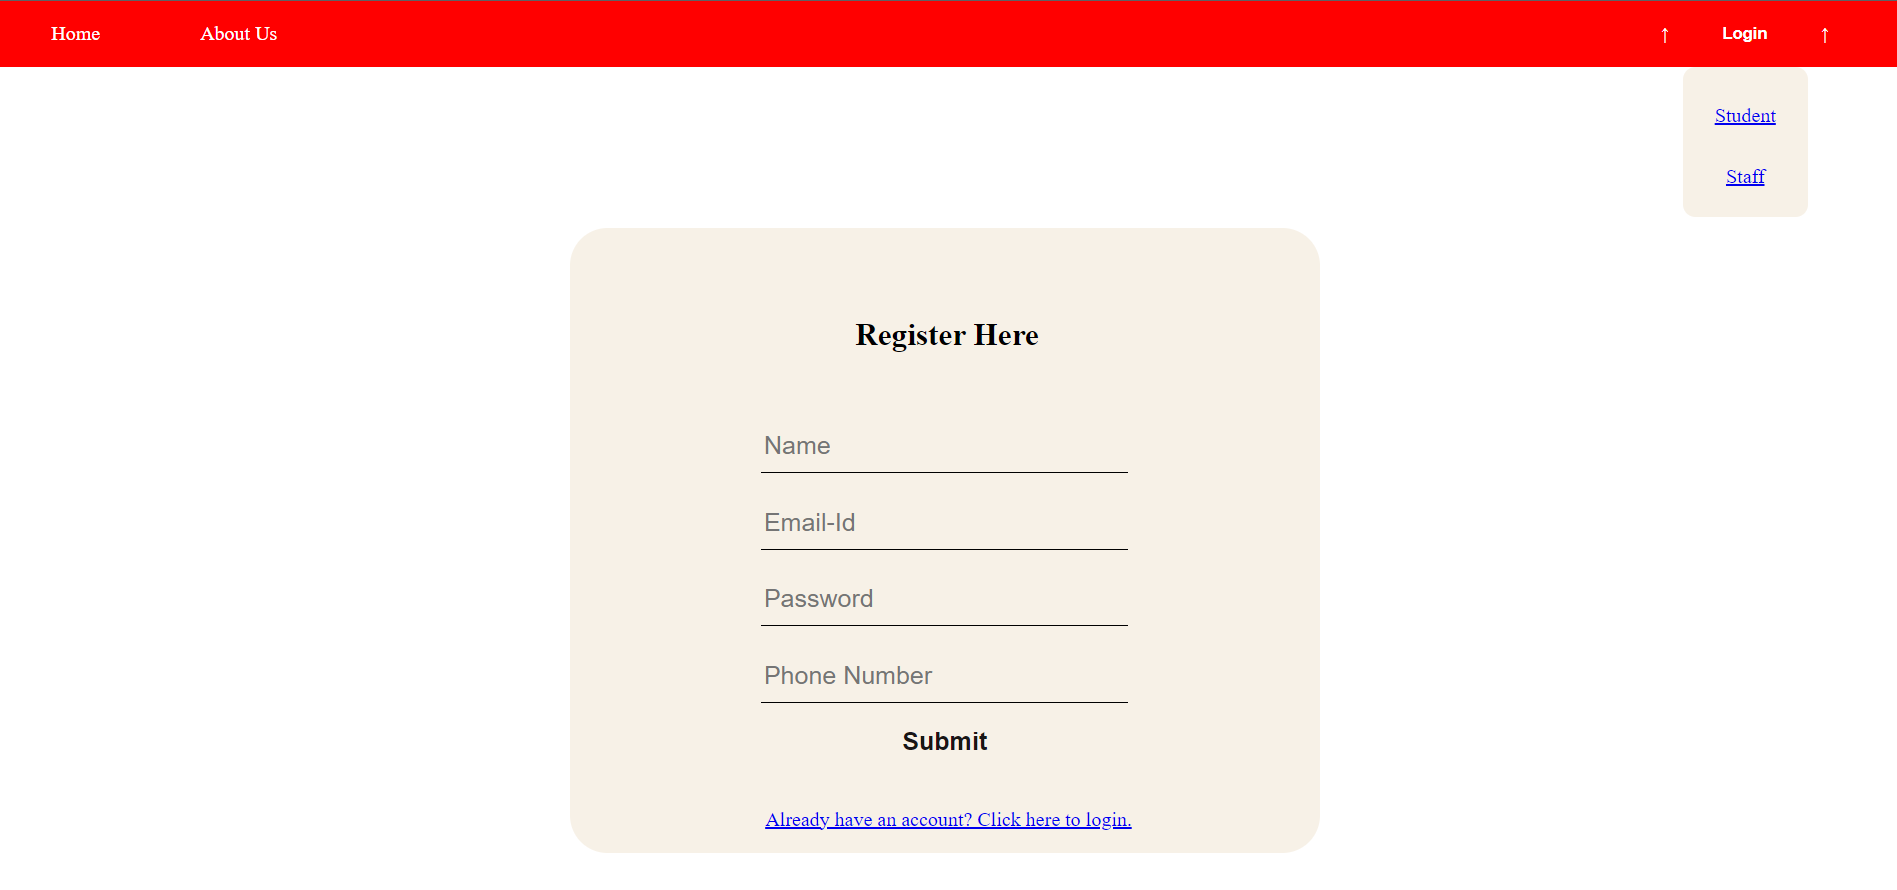 Home About Us ↑ Login ↑
Student
Staff
Register Here
Name
Email-Id
Password
Phone Number
Submit
Already have an account? Click here to login.